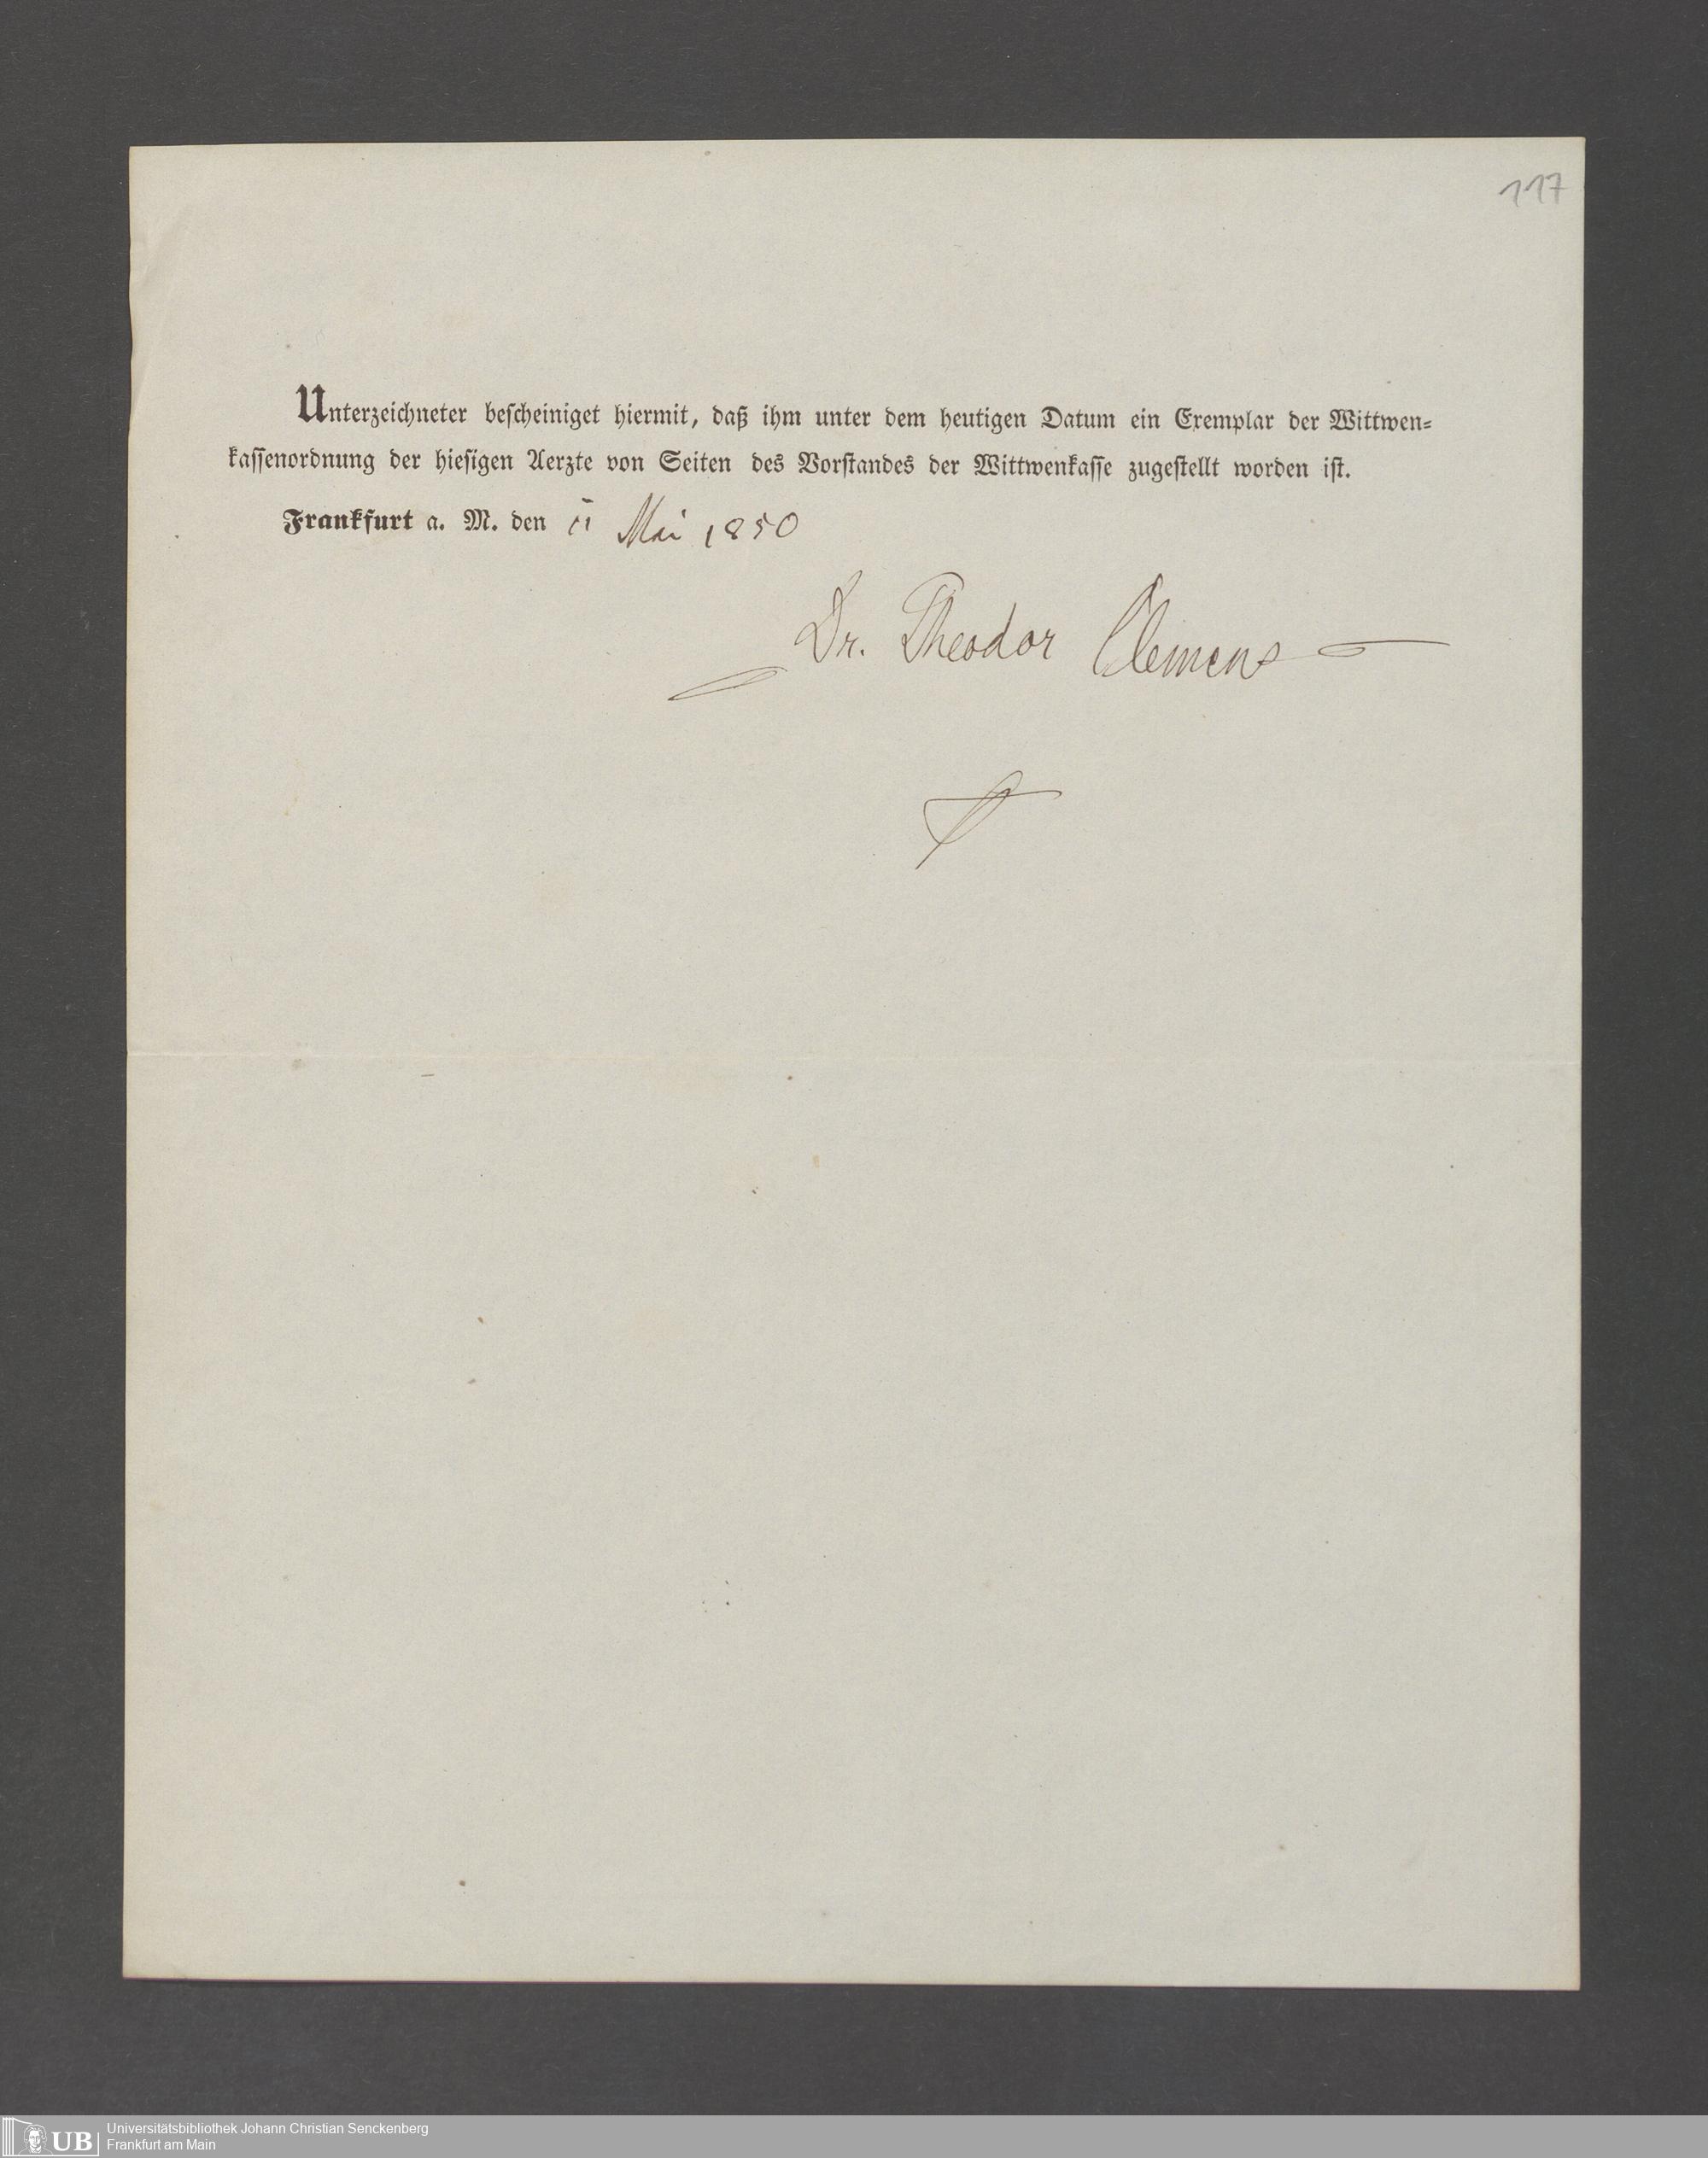 117
Unterzeichneter bescheiniget hiermit, daß ihm unter dem heutigen Datum ein Exemplar der Wittwen=
kassenordnung der hiesigen Aerzte von Seiten des Vorstandes der Wittwenkasse zugestellt worden ist.
Frankfurt a. M. den Mai 1850
Dr. Theodor Clemens
UB
Universitätsbibliothek Johann Christian Senckenberg
Frankfurt am Main